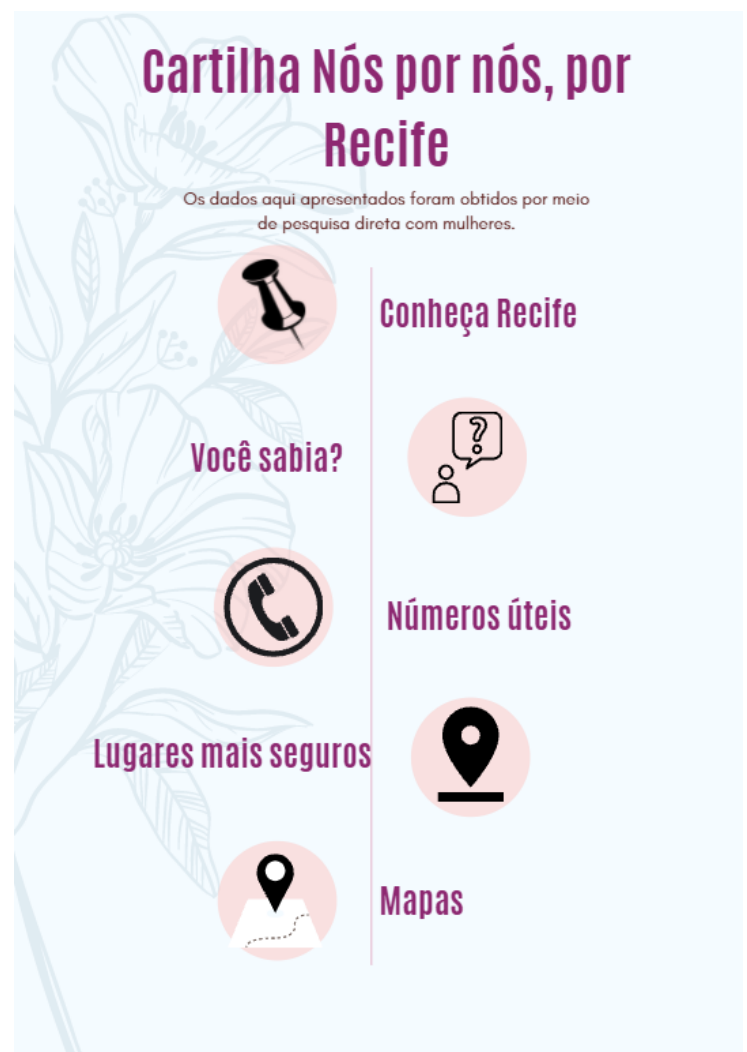 Cartilha Nós por nós, por
Recife
Os dados aqui apresentados foram obtidos por meio
de pesquisa direta com mulheres.
Conheça Recife
Você sabia?
Números úteis
Lugares mais seguros
Mapas